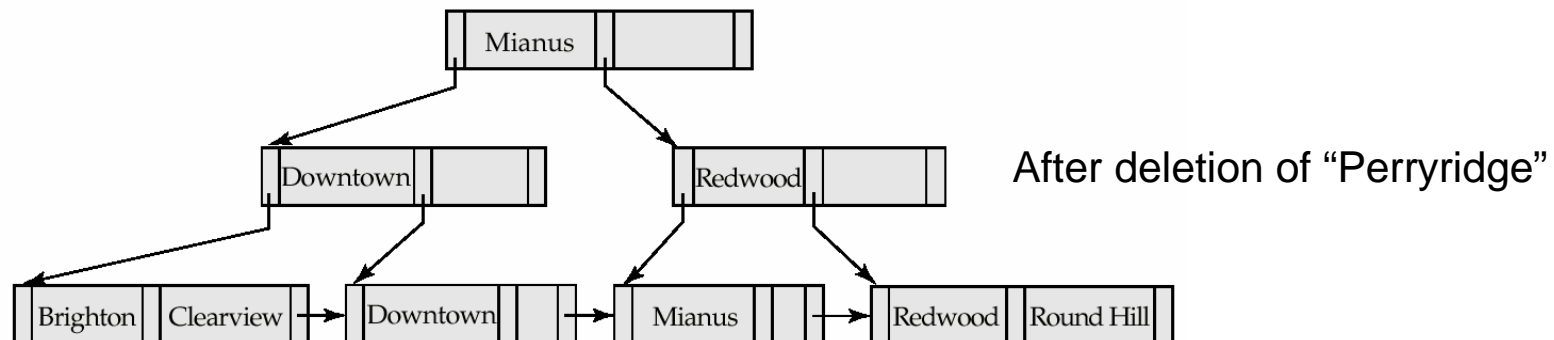 Mianus
Downtown
Redwood
After deletion of “Perryridge”
Brighton Clearview Downtown Mianus Redwood Round Hill